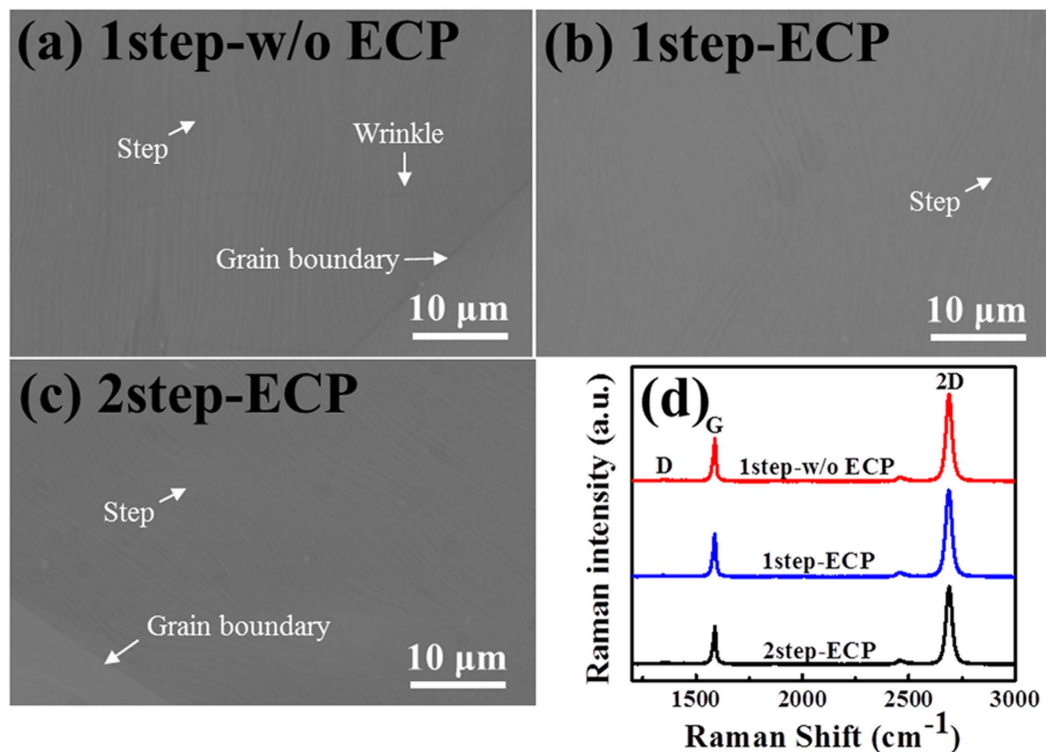 (a) 1step-w/o ECP
Step
Wrinkle
Grain boundary
10 µm
(b) 1step-ECP
Step
10 µm
(c) 2step-ECP
Step
Grain boundary
10 µm
(d)
Raman intensity (a.u.)
D
G
2D
1step-w/o ECP
1step-ECP
2step-ECP
1500 2000 2500 3000
Raman Shift (cm⁻¹)